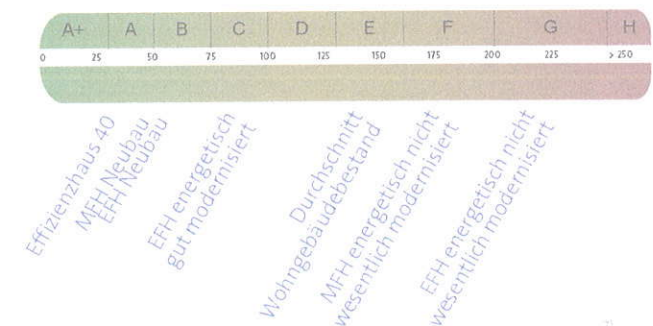 A+ A B C D E F G H
0 25 50 75 100 125 150 175 200 225 > 250
Effizienzhaus 40
MFH Neubau
EFH Neubau
EFH energetisch
gut modernisiert
Durchschnitt
Wohngebäudebestand
MFH energetisch nicht
wesentlich modernisiert
EFH energetisch nicht
wesentlich modernisiert